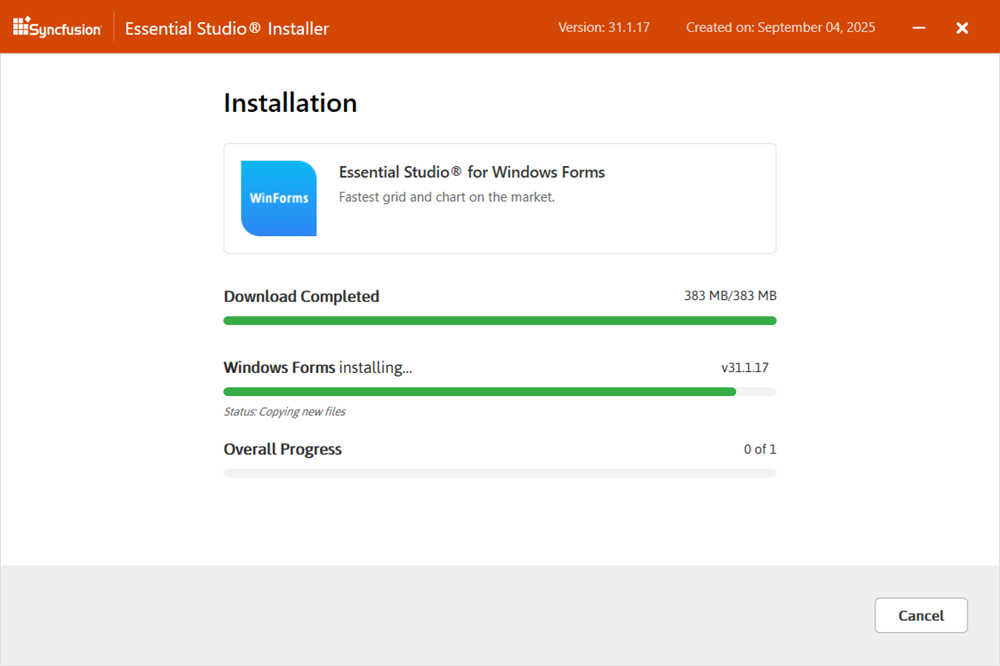 Syncfusion® Essential Studio® Installer Version: 31.1.17 Created on: September 04, 2025
Installation
WinForms
Essential Studio® for Windows Forms
Fastest grid and chart on the market.
Download Completed 383 MB/383 MB
Windows Forms installing... v31.1.17
Status: Copying new files
Overall Progress 0 of 1
Cancel